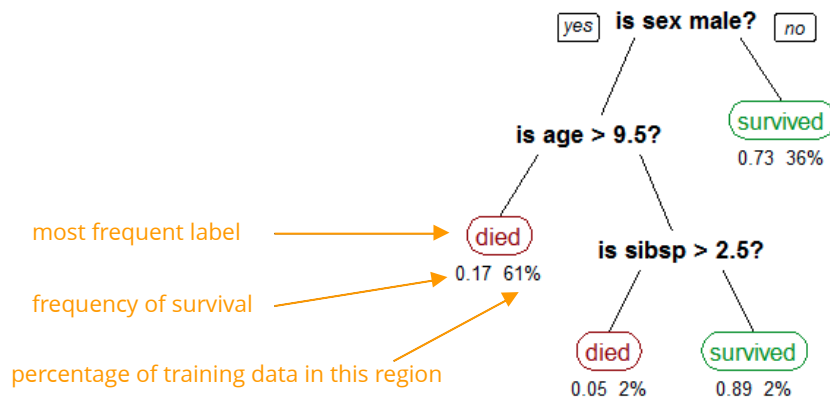 yes is sex male? no
survived
0.73 36%
is age > 9.5?
most frequent label
died
0.17 61%
is sibsp > 2.5?
frequency of survival
died survived
percentage of training data in this region
0.05 2% 0.89 2%